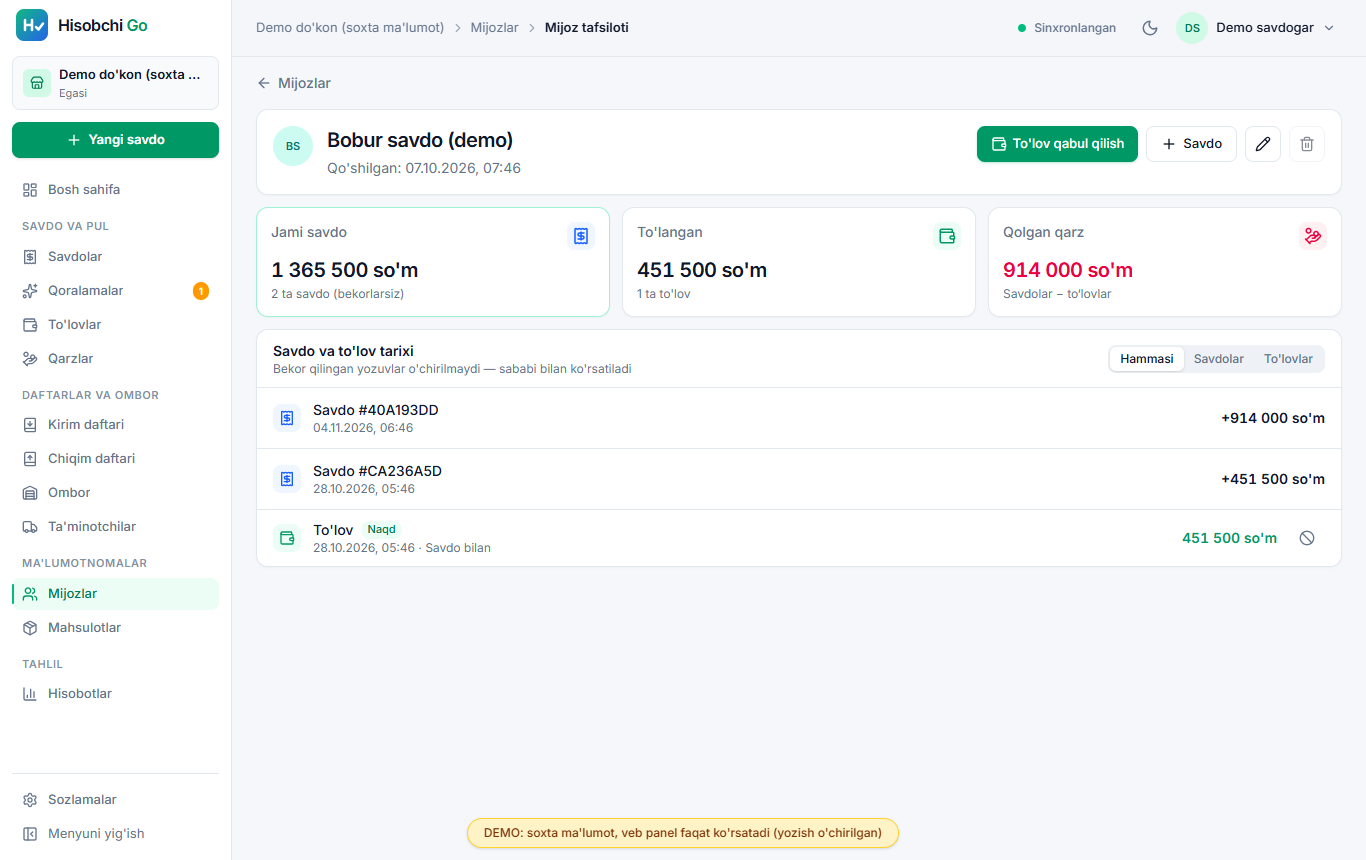 Hisobchi Go
Demo do'kon (soxta ...
Egasi
+ Yangi savdo
Bosh sahifa
SAVDO VA PUL
Savdolar
Qoralamalar 1
To'lovlar
Qarzlar
DAFTARLAR VA OMBOR
Kirim daftari
Chiqim daftari
Ombor
Ta'minotchilar
MA'LUMOTNOMALAR
Mijozlar
Mahsulotlar
TAHLIL
Hisobotlar
Sozlamalar
Menyuni yig'ish
Demo do'kon (soxta ma'lumot) > Mijozlar > Mijoz tafsiloti
Sinxronlangan
DS Demo savdogar
← Mijozlar
BS
Bobur savdo (demo)
Qo'shilgan: 07.10.2026, 07:46
To'lov qabul qilish
+ Savdo
Jami savdo
1 365 500 so'm
2 ta savdo (bekorlarsiz)
To'langan
451 500 so'm
1 ta to'lov
Qolgan qarz
914 000 so'm
Savdolar − to'lovlar
Savdo va to'lov tarixi
Bekor qilingan yozuvlar o'chirilmaydi — sababi bilan ko'rsatiladi
Hammasi Savdolar To'lovlar
Savdo #40A193DD
04.11.2026, 06:46
+914 000 so'm
Savdo #CA236A5D
28.10.2026, 05:46
+451 500 so'm
To'lov Naqd
28.10.2026, 05:46 · Savdo bilan
451 500 so'm
DEMO: soxta ma'lumot, veb panel faqat ko'rsatadi (yozish o'chirilgan)